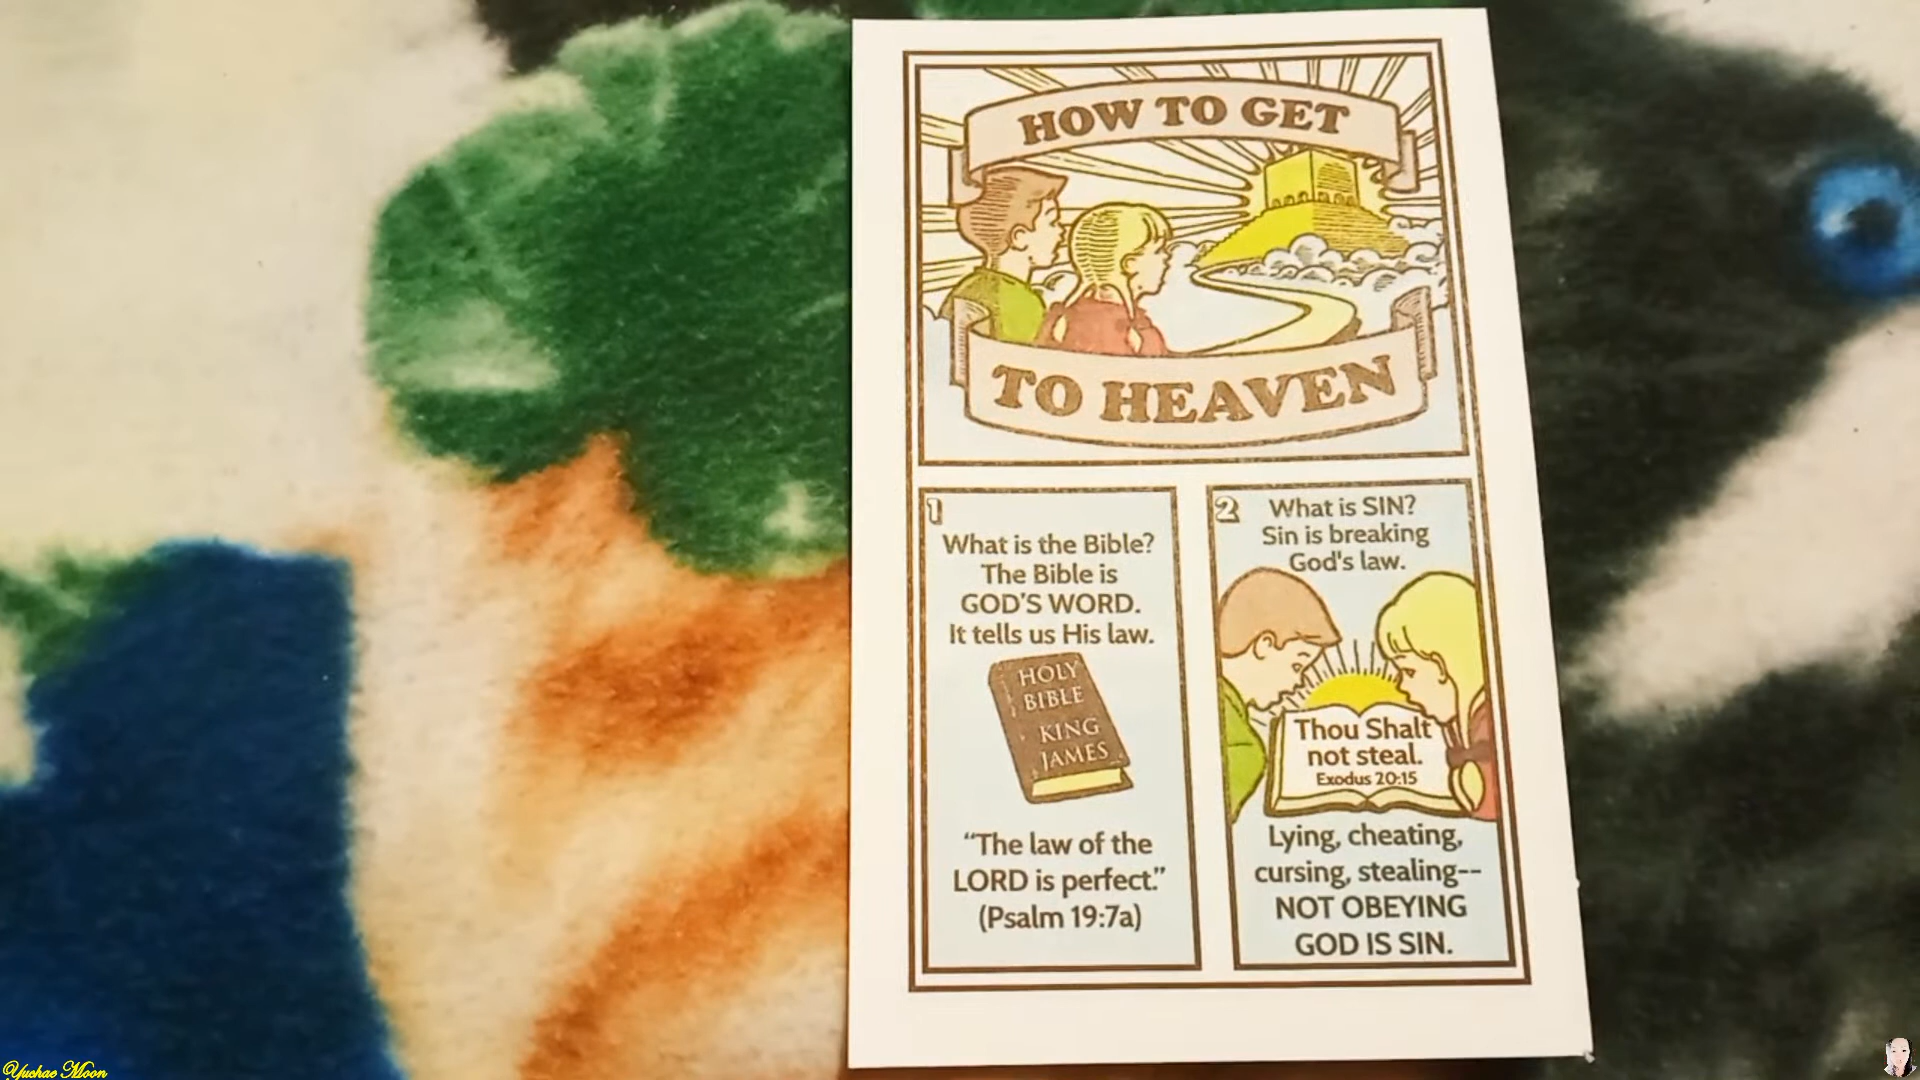 HOW TO GET
TO HEAVEN
1
What is the Bible?
The Bible is
GOD'S WORD.
It tells us His law.
HOLY
BIBLE
KING
JAMES
“The law of the
LORD is perfect.”
(Psalm 19:7a)
2
What is SIN?
Sin is breaking
God's law.
Thou Shalt
not steal.
Exodus 20:15
Lying, cheating,
cursing, stealing--
NOT OBEYING
GOD IS SIN.
Yuchae Moon